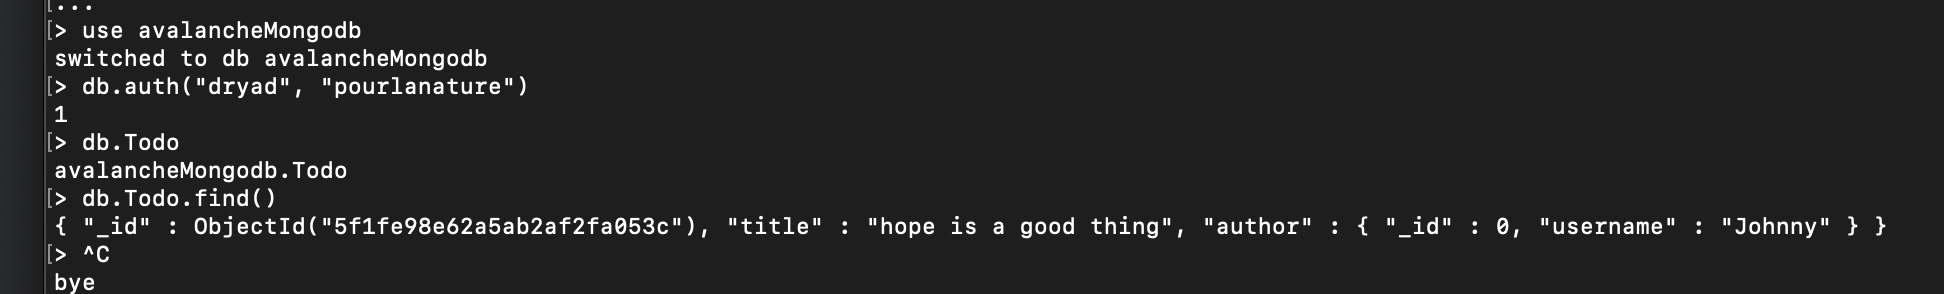 [...
[> use avalancheMongodb
switched to db avalancheMongodb
[> db.auth("dryad", "pourlanature")
1
[> db.Todo
avalancheMongodb.Todo
[> db.Todo.find()
{ "_id" : ObjectId("5f1fe98e62a5ab2af2fa053c"), "title" : "hope is a good thing", "author" : { "_id" : 0, "username" : "Johnny" } }
[> ^C
bye